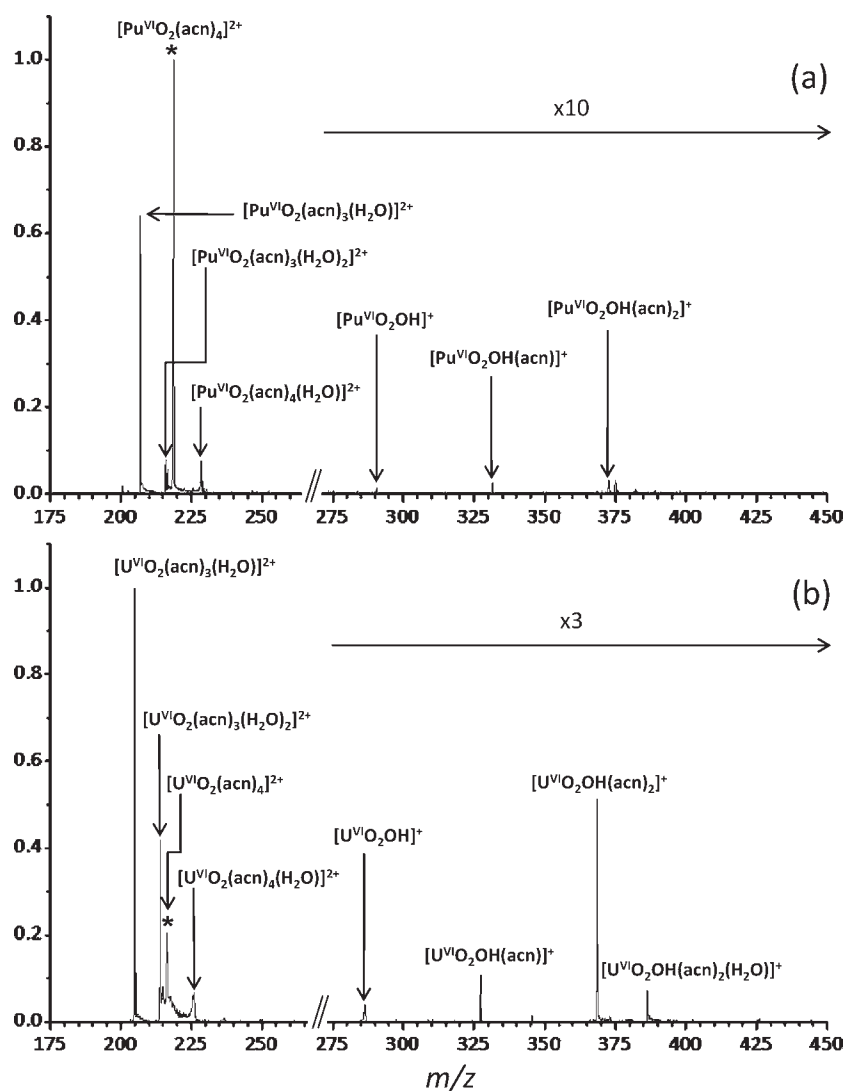 [PuⱽᴵO₂(acn)₄]²⁺
*
1.0
(a)
x10
0.8
0.6
[PuⱽᴵO₂(acn)₃(H₂O)]²⁺
[PuⱽᴵO₂(acn)₃(H₂O)₂]²⁺
0.4
[PuⱽᴵO₂OH]⁺
[PuⱽᴵO₂OH(acn)₂]⁺
[PuⱽᴵO₂OH(acn)]⁺
[PuⱽᴵO₂(acn)₄(H₂O)]²⁺
0.2
0.0
175 200 225 250 275 300 325 350 375 400 425 450
[UⱽᴵO₂(acn)₃(H₂O)]²⁺
1.0
(b)
x3
0.8
[UⱽᴵO₂(acn)₃(H₂O)₂]²⁺
0.6
[UⱽᴵO₂(acn)₄]²⁺
[UⱽᴵO₂OH(acn)₂]⁺
[UⱽᴵO₂OH]⁺
0.4
[UⱽᴵO₂(acn)₄(H₂O)]²⁺
*
0.2
[UⱽᴵO₂OH(acn)]⁺
[UⱽᴵO₂OH(acn)₂(H₂O)]⁺
0.0
175 200 225 250 275 300 325 350 375 400 425 450
m/z